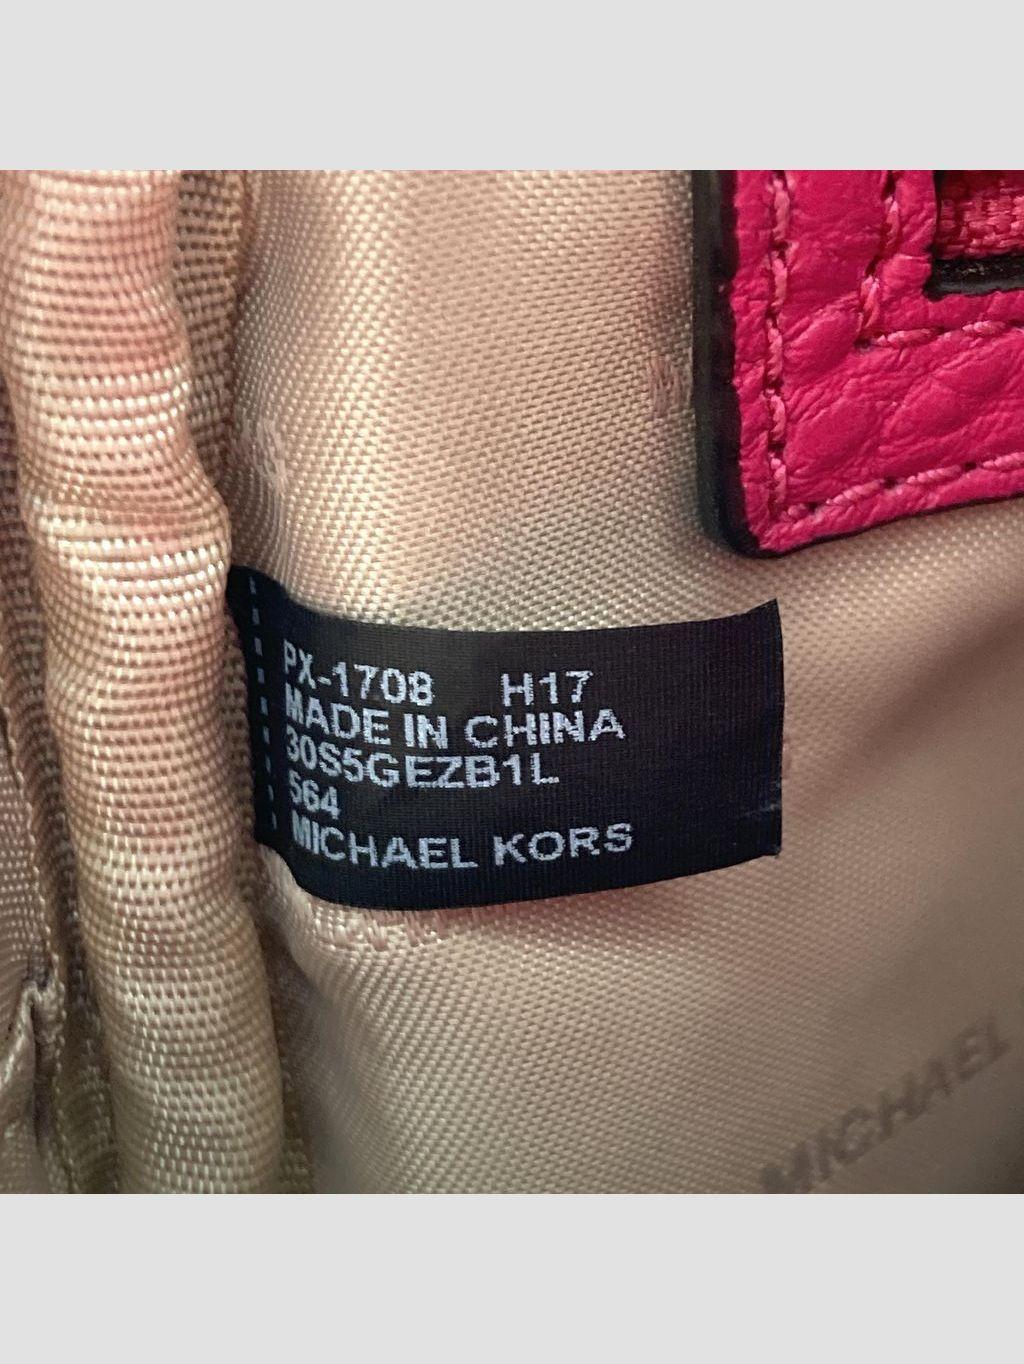 PX-1708 H17
MADE IN CHINA
30S5GEZB1L
564
MICHAEL KORS
MICHAEL